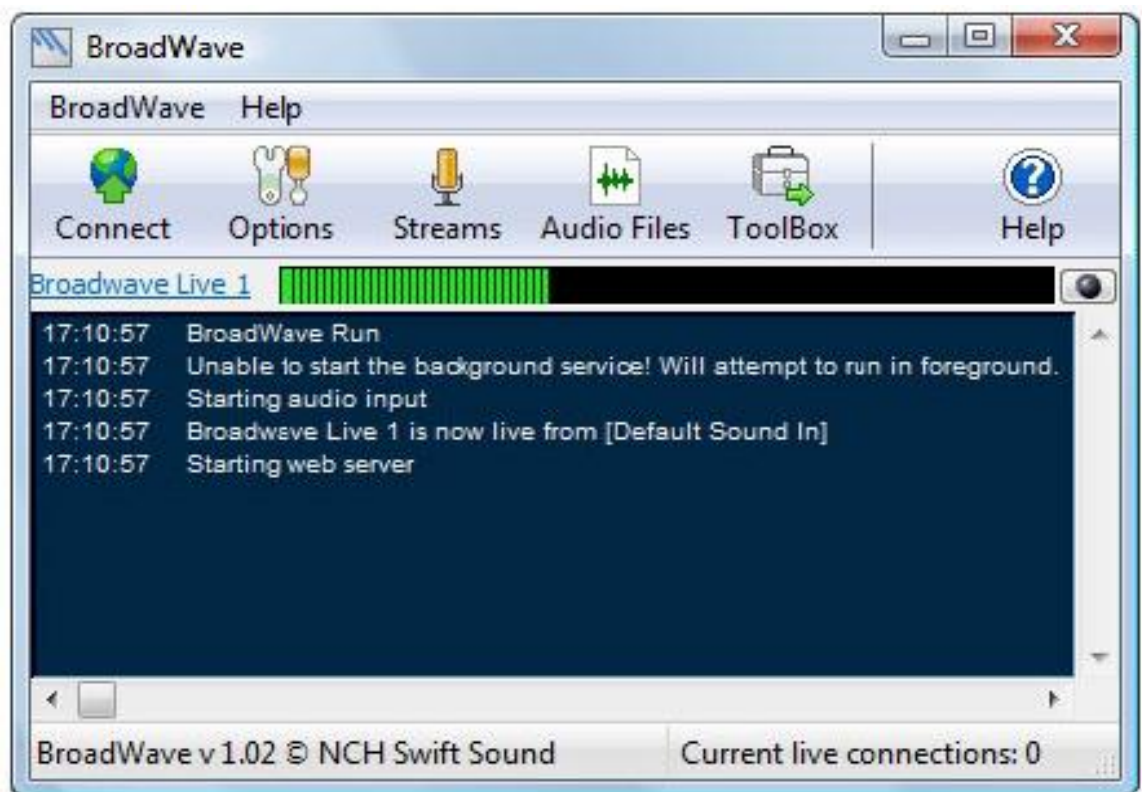 BroadWave
BroadWave Help
Connect Options Streams Audio Files ToolBox Help
Broadwave Live 1
17:10:57 BroadWave Run
17:10:57 Unable to start the background service! Will attempt to run in foreground.
17:10:57 Starting audio input
17:10:57 Broadwave Live 1 is now live from [Default Sound In]
17:10:57 Starting web server
BroadWave v 1.02 © NCH Swift Sound Current live connections: 0